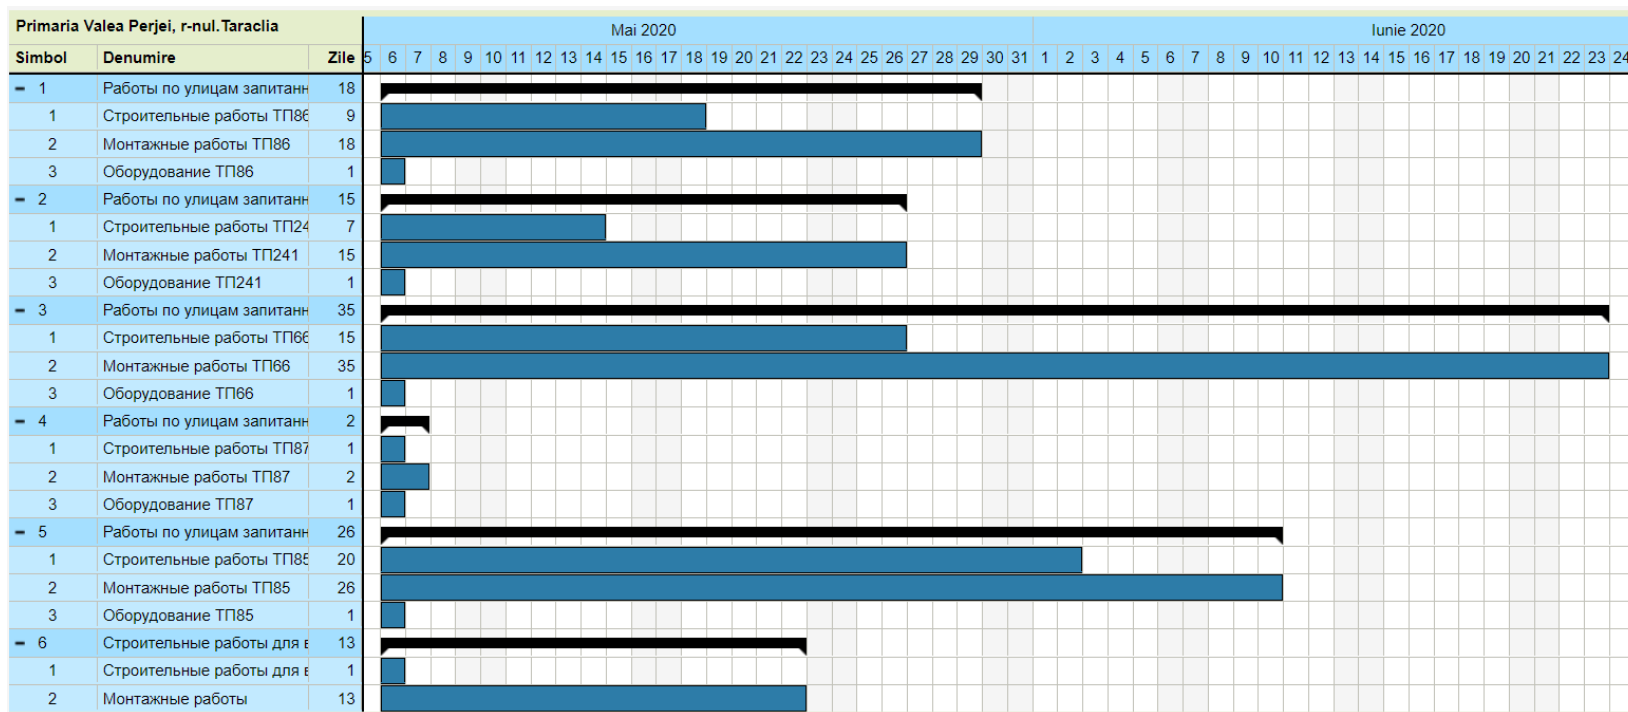 Primaria Valea Perjei, r-nul.Taraclia Mai 2020 Iunie 2020
Simbol Denumire Zile 5 6 7 8 9 10 11 12 13 14 15 16 17 18 19 20 21 22 23 24 25 26 27 28 29 30 31 1 2 3 4 5 6 7 8 9 10 11 12 13 14 15 16 17 18 19 20 21 22 23 24
1 Работы по улицам запитанн 18
1 Строительные работы ТП86 9
2 Монтажные работы ТП86 18
3 Оборудование ТП86 1
2 Работы по улицам запитанн 15
1 Строительные работы ТП24 7
2 Монтажные работы ТП241 15
3 Оборудование ТП241 1
3 Работы по улицам запитанн 35
1 Строительные работы ТП66 15
2 Монтажные работы ТП66 35
3 Оборудование ТП66 1
4 Работы по улицам запитанн 2
1 Строительные работы ТП87 1
2 Монтажные работы ТП87 2
3 Оборудование ТП87 1
5 Работы по улицам запитанн 26
1 Строительные работы ТП85 20
2 Монтажные работы ТП85 26
3 Оборудование ТП85 1
6 Строительные работы для в 13
1 Строительные работы для в 1
2 Монтажные работы 13